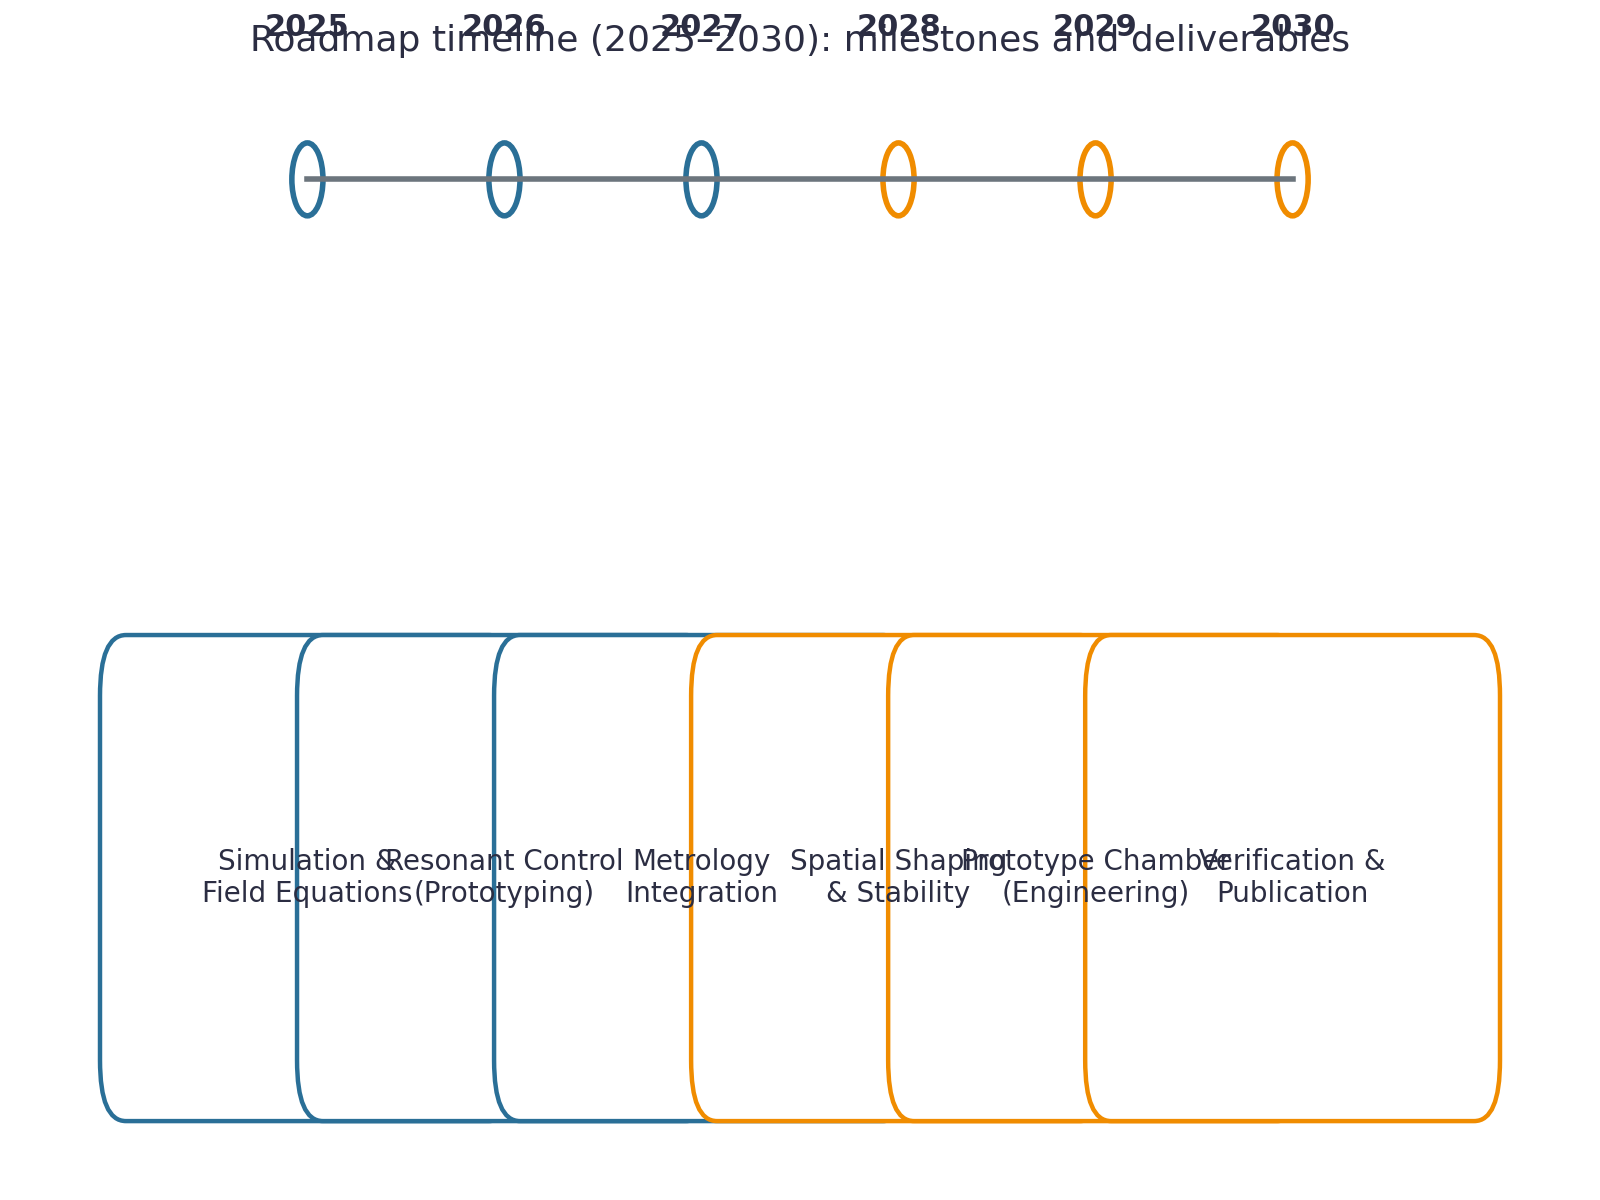 2025 2026 2027 2028 2029 2030
Roadmap timeline (2025–2030): milestones and deliverables
Simulation &
Field Equations
Resonant Control
(Prototyping)
Metrology
Integration
Spatial Shaping
& Stability
Prototype Chamber
(Engineering)
Verification &
Publication